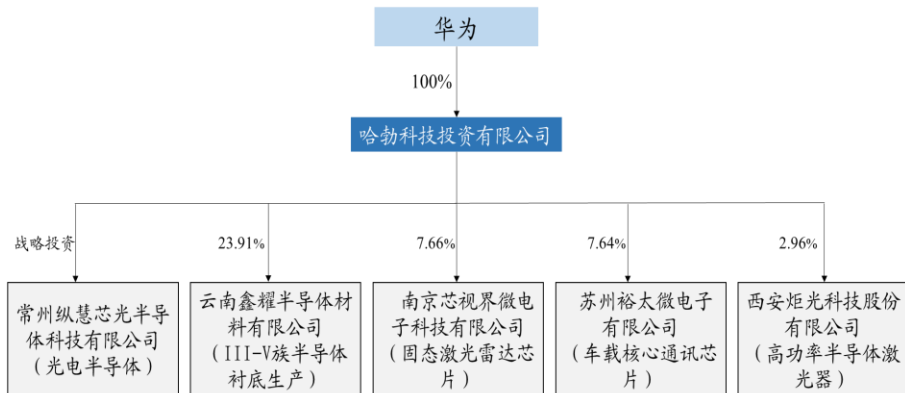 华为
100%
哈勃科技投资有限公司
战略投资
23.91%
7.66%
7.64%
2.96%
常州纵慧芯光半导
体科技有限公司
（光电半导体）
云南鑫耀半导体材
料有限公司
（III-V族半导体
衬底生产）
南京芯视界微电
子科技有限公司
（固态激光雷达芯
片）
苏州裕太微电子
有限公司
（车载核心通讯芯
片）
西安炬光科技股份
有限公司
（高功率半导体激
光器）